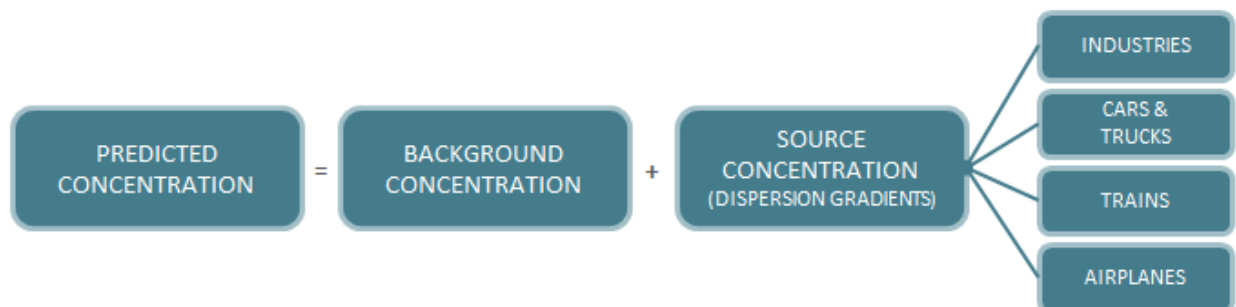 PREDICTED
CONCENTRATION
=
BACKGROUND
CONCENTRATION
+
SOURCE
CONCENTRATION
(DISPERSION GRADIENTS)
INDUSTRIES
CARS &
TRUCKS
TRAINS
AIRPLANES